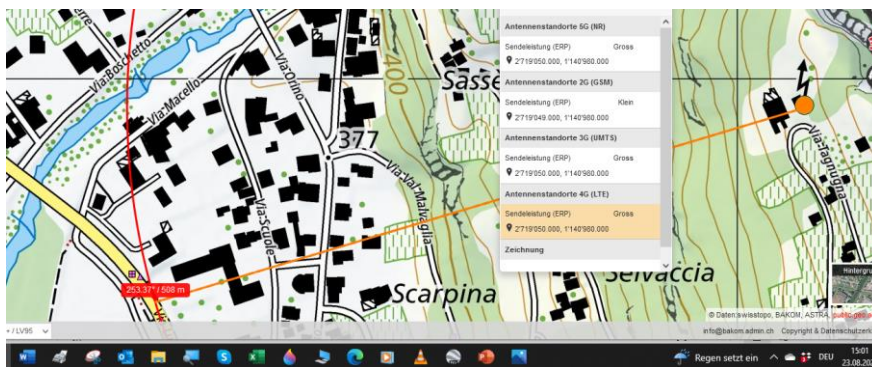 Antennenstandorte 5G (NR)
Sendeleistung (ERP) Gross
2'719'050.000, 1'140'980.000
Antennenstandorte 2G (GSM)
Sendeleistung (ERP) Klein
2'719'049.000, 1'140'980.000
Antennenstandorte 3G (UMTS)
Sendeleistung (ERP) Gross
2'719'050.000, 1'140'980.000
Antennenstandorte 4G (LTE)
Sendeleistung (ERP) Gross
2'719'050.000, 1'140'980.000
Zeichnung
Via Boschetto
Via Macello
Via Orino
400
Sasse
377
Via Val Malvaglia
Via Scuole
Via Tagnugna
253.37° / 508 m
Scarpina
Selvaccia
Hintergru
© Daten:swisstopo, BAKOM, ASTRA, public.geo
/ LV95
info@bakom.admin.ch Copyright & Datenschutzerk
Regen setzt ein DEU 15:01
23.08.20